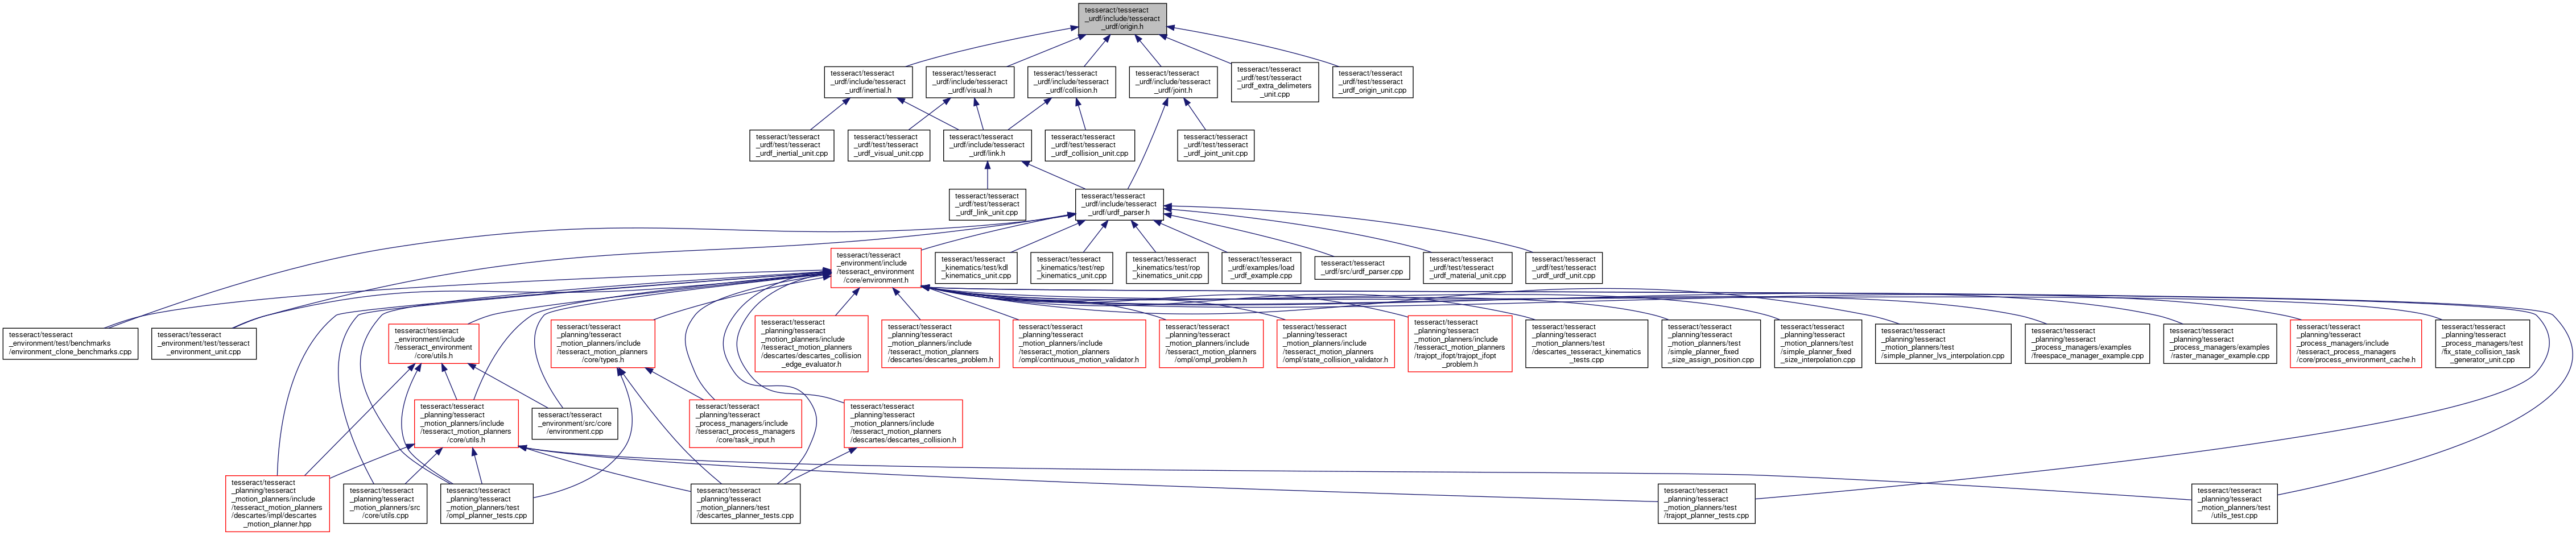 tesseract/tesseract
_urdf/include/tesseract
_urdf/origin.h
tesseract/tesseract
_urdf/include/tesseract
_urdf/inertial.h
tesseract/tesseract
_urdf/include/tesseract
_urdf/visual.h
tesseract/tesseract
_urdf/include/tesseract
_urdf/collision.h
tesseract/tesseract
_urdf/include/tesseract
_urdf/joint.h
tesseract/tesseract
_urdf/test/tesseract
_urdf_extra_delimeters
_unit.cpp
tesseract/tesseract
_urdf/test/tesseract
_urdf_origin_unit.cpp
tesseract/tesseract
_urdf/test/tesseract
_urdf_inertial_unit.cpp
tesseract/tesseract
_urdf/test/tesseract
_urdf_visual_unit.cpp
tesseract/tesseract
_urdf/include/tesseract
_urdf/link.h
tesseract/tesseract
_urdf/test/tesseract
_urdf_collision_unit.cpp
tesseract/tesseract
_urdf/test/tesseract
_urdf_joint_unit.cpp
tesseract/tesseract
_urdf/test/tesseract
_urdf_link_unit.cpp
tesseract/tesseract
_urdf/include/tesseract
_urdf/urdf_parser.h
tesseract/tesseract
_environment/include
/tesseract_environment
/core/environment.h
tesseract/tesseract
_kinematics/test/kdl
_kinematics_unit.cpp
tesseract/tesseract
_kinematics/test/rep
_kinematics_unit.cpp
tesseract/tesseract
_kinematics/test/rop
_kinematics_unit.cpp
tesseract/tesseract
_urdf/examples/load
_urdf_example.cpp
tesseract/tesseract
_urdf/src/urdf_parser.cpp
tesseract/tesseract
_urdf/test/tesseract
_urdf_material_unit.cpp
tesseract/tesseract
_urdf/test/tesseract
_urdf_urdf_unit.cpp
tesseract/tesseract
_environment/test/benchmarks
/environment_clone_benchmarks.cpp
tesseract/tesseract
_environment/test/tesseract
_environment_unit.cpp
tesseract/tesseract
_environment/include
/tesseract_environment
/core/utils.h
tesseract/tesseract
_planning/tesseract
_motion_planners/include
/tesseract_motion_planners
/core/types.h
tesseract/tesseract
_planning/tesseract
_motion_planners/include
/tesseract_motion_planners
/descartes/descartes_collision
_edge_evaluator.h
tesseract/tesseract
_planning/tesseract
_motion_planners/include
/tesseract_motion_planners
/descartes/descartes_problem.h
tesseract/tesseract
_planning/tesseract
_motion_planners/include
/tesseract_motion_planners
/ompl/continuous_motion_validator.h
tesseract/tesseract
_planning/tesseract
_motion_planners/include
/tesseract_motion_planners
/ompl/ompl_problem.h
tesseract/tesseract
_planning/tesseract
_motion_planners/include
/tesseract_motion_planners
/ompl/state_collision_validator.h
tesseract/tesseract
_planning/tesseract
_motion_planners/include
/tesseract_motion_planners
/trajopt_ifopt/trajopt_ifopt
_problem.h
tesseract/tesseract
_planning/tesseract
_motion_planners/test
/descartes_tesseract_kinematics
_tests.cpp
tesseract/tesseract
_planning/tesseract
_motion_planners/test
/simple_planner_fixed
_size_assign_position.cpp
tesseract/tesseract
_planning/tesseract
_motion_planners/test
/simple_planner_fixed
_size_interpolation.cpp
tesseract/tesseract
_planning/tesseract
_motion_planners/test
/simple_planner_lvs_interpolation.cpp
tesseract/tesseract
_planning/tesseract
_process_managers/examples
/freespace_manager_example.cpp
tesseract/tesseract
_planning/tesseract
_process_managers/examples
/raster_manager_example.cpp
tesseract/tesseract
_planning/tesseract
_process_managers/include
/tesseract_process_managers
/core/process_environment_cache.h
tesseract/tesseract
_planning/tesseract
_process_managers/test
/fix_state_collision_task
_generator_unit.cpp
tesseract/tesseract
_planning/tesseract
_motion_planners/include
/tesseract_motion_planners
/core/utils.h
tesseract/tesseract
_environment/src/core
/environment.cpp
tesseract/tesseract
_planning/tesseract
_process_managers/include
/tesseract_process_managers
/core/task_input.h
tesseract/tesseract
_planning/tesseract
_motion_planners/include
/tesseract_motion_planners
/descartes/descartes_collision.h
tesseract/tesseract
_planning/tesseract
_motion_planners/include
/tesseract_motion_planners
/descartes/impl/descartes
_motion_planner.hpp
tesseract/tesseract
_planning/tesseract
_motion_planners/src
/core/utils.cpp
tesseract/tesseract
_planning/tesseract
_motion_planners/test
/ompl_planner_tests.cpp
tesseract/tesseract
_planning/tesseract
_motion_planners/test
/descartes_planner_tests.cpp
tesseract/tesseract
_planning/tesseract
_motion_planners/test
/trajopt_planner_tests.cpp
tesseract/tesseract
_planning/tesseract
_motion_planners/test
/utils_test.cpp